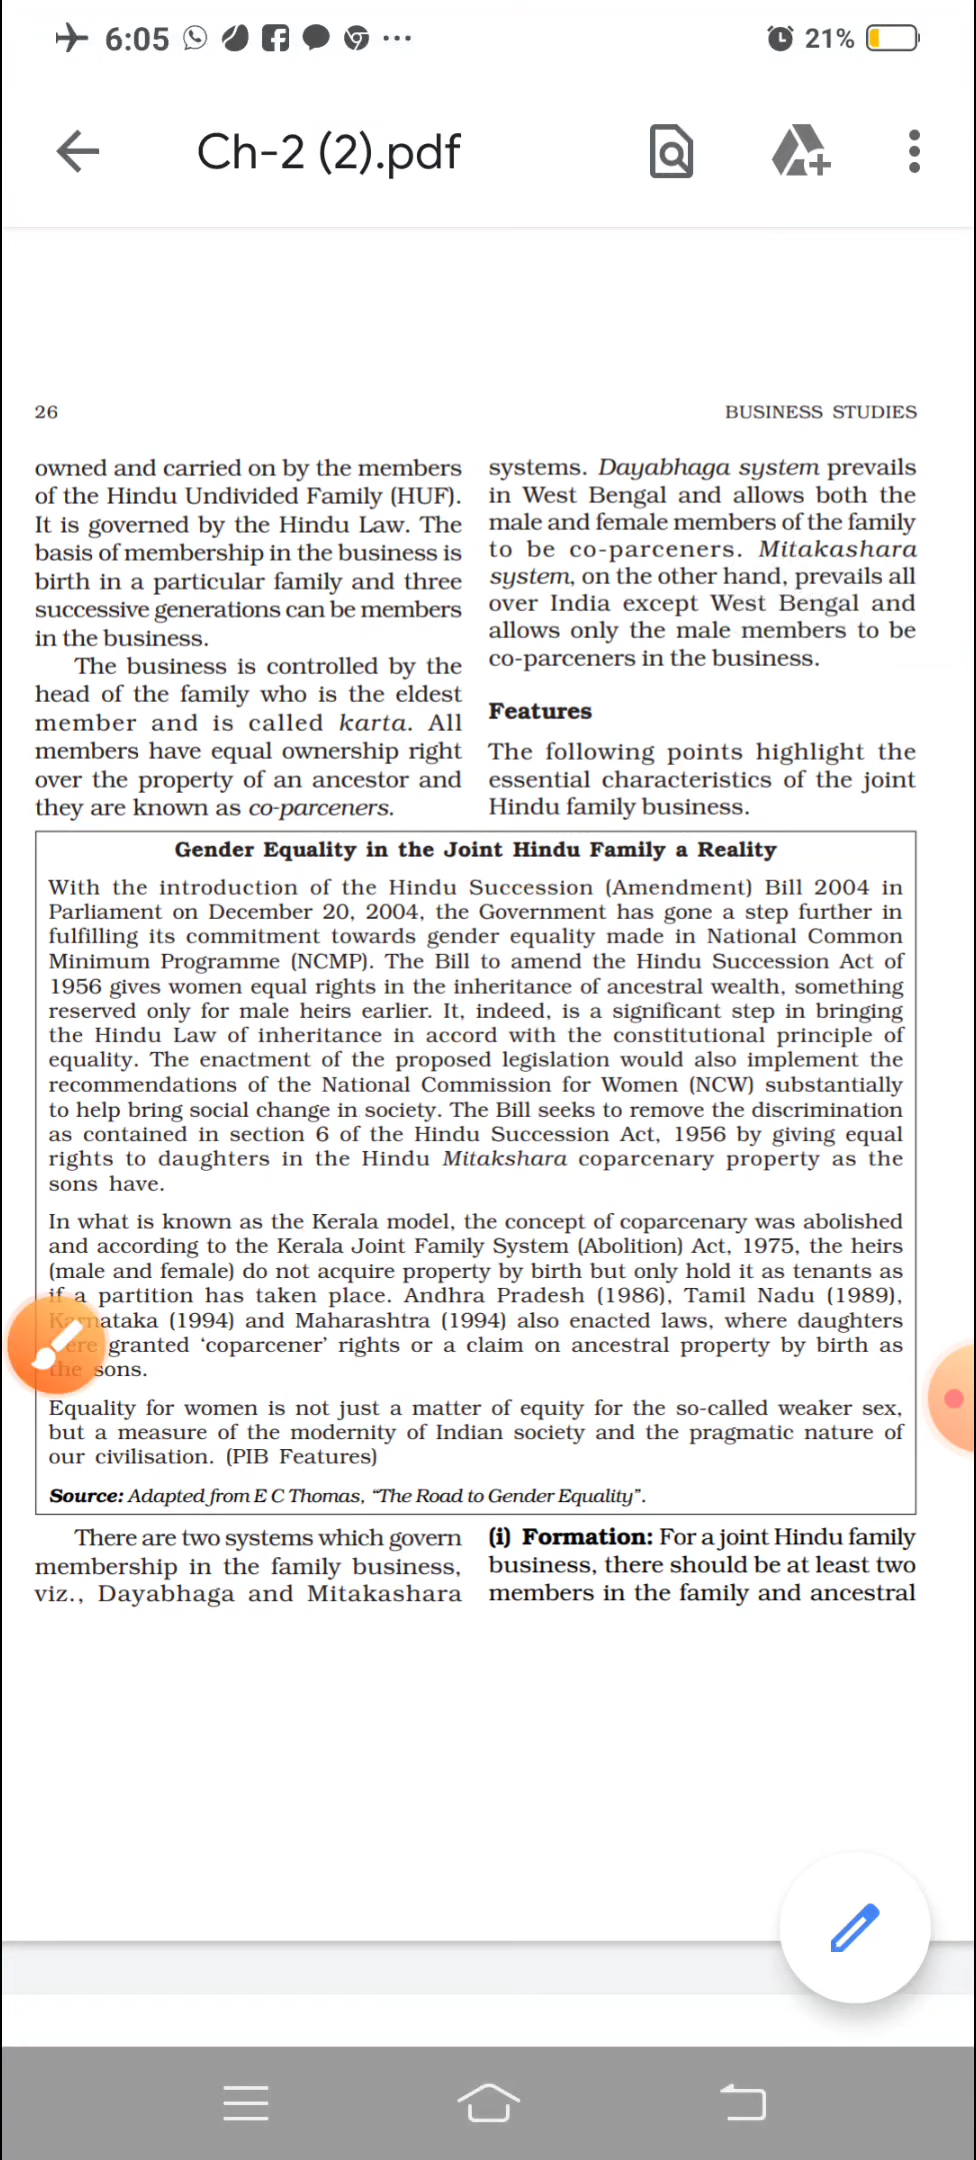 6:05
21%
Ch-2 (2).pdf
26
BUSINESS STUDIES
owned and carried on by the members
of the Hindu Undivided Family (HUF).
It is governed by the Hindu Law. The
basis of membership in the business is
birth in a particular family and three
successive generations can be members
in the business.
The business is controlled by the
head of the family who is the eldest
member and is called karta. All
members have equal ownership right
over the property of an ancestor and
they are known as co-parceners.
systems. Dayabhaga system prevails
in West Bengal and allows both the
male and female members of the family
to be co-parceners. Mitakashara
system, on the other hand, prevails all
over India except West Bengal and
allows only the male members to be
co-parceners in the business.
Features
The following points highlight the
essential characteristics of the joint
Hindu family business.
Gender Equality in the Joint Hindu Family a Reality
With the introduction of the Hindu Succession (Amendment) Bill 2004 in
Parliament on December 20, 2004, the Government has gone a step further in
fulfilling its commitment towards gender equality made in National Common
Minimum Programme (NCMP). The Bill to amend the Hindu Succession Act of
1956 gives women equal rights in the inheritance of ancestral wealth, something
reserved only for male heirs earlier. It, indeed, is a significant step in bringing
the Hindu Law of inheritance in accord with the constitutional principle of
equality. The enactment of the proposed legislation would also implement the
recommendations of the National Commission for Women (NCW) substantially
to help bring social change in society. The Bill seeks to remove the discrimination
as contained in section 6 of the Hindu Succession Act, 1956 by giving equal
rights to daughters in the Hindu Mitakshara coparcenary property as the
sons have.
In what is known as the Kerala model, the concept of coparcenary was abolished
and according to the Kerala Joint Family System (Abolition) Act, 1975, the heirs
(male and female) do not acquire property by birth but only hold it as tenants as
if a partition has taken place. Andhra Pradesh (1986), Tamil Nadu (1989),
Karnataka (1994) and Maharashtra (1994) also enacted laws, where daughters
were granted ‘coparcener’ rights or a claim on ancestral property by birth as
the sons.
Equality for women is not just a matter of equity for the so-called weaker sex,
but a measure of the modernity of Indian society and the pragmatic nature of
our civilisation. (PIB Features)
Source: Adapted from E C Thomas, “The Road to Gender Equality”.
There are two systems which govern
membership in the family business,
viz., Dayabhaga and Mitakashara
(i) Formation: For a joint Hindu family
business, there should be at least two
members in the family and ancestral